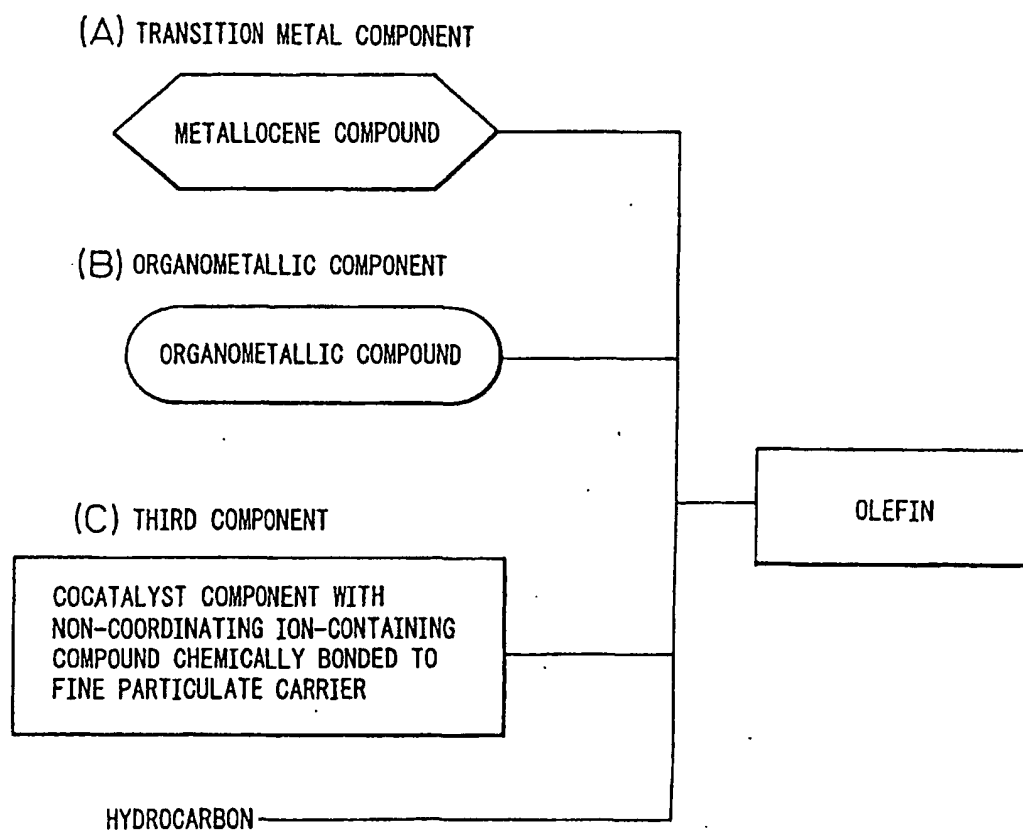 (A) TRANSITION METAL COMPONENT
METALLOCENE COMPOUND
(B) ORGANOMETALLIC COMPONENT
ORGANOMETALLIC COMPOUND
OLEFIN
(C) THIRD COMPONENT
COCATALYST COMPONENT WITH
NON-COORDINATING ION-CONTAINING
COMPOUND CHEMICALLY BONDED TO
FINE PARTICULATE CARRIER
HYDROCARBON